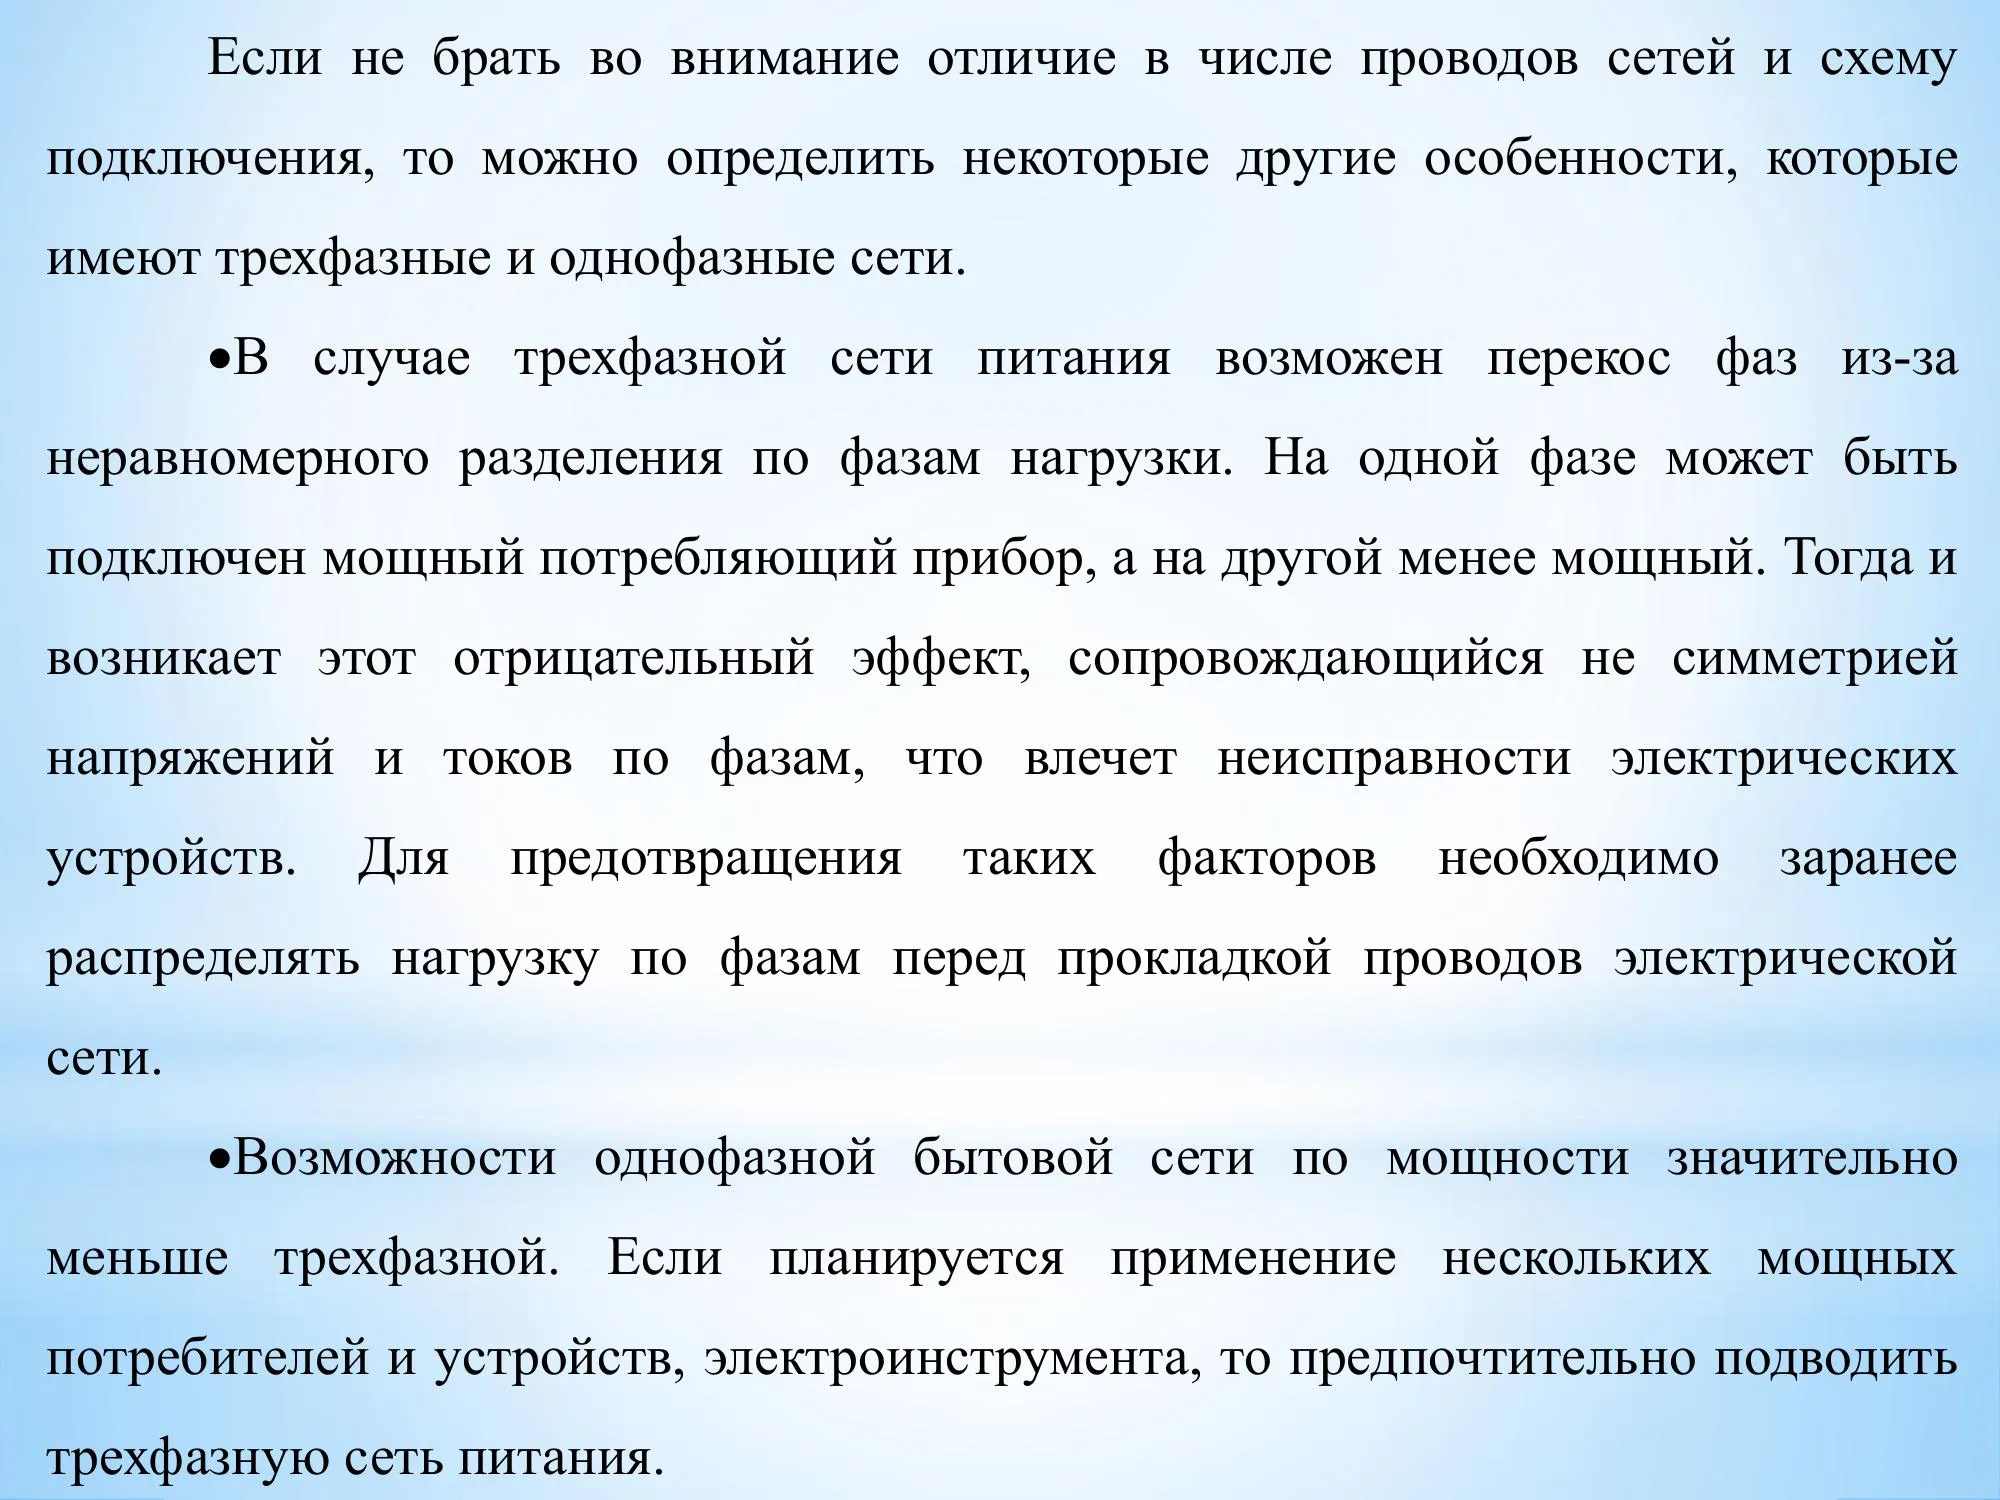 Если не брать во внимание отличие в числе проводов сетей и схему
подключения, то можно определить некоторые другие особенности, которые
имеют трехфазные и однофазные сети.
•В случае трехфазной сети питания возможен перекос фаз из-за
неравномерного разделения по фазам нагрузки. На одной фазе может быть
подключен мощный потребляющий прибор, а на другой менее мощный. Тогда и
возникает этот отрицательный эффект, сопровождающийся не симметрией
напряжений и токов по фазам, что влечет неисправности электрических
устройств. Для предотвращения таких факторов необходимо заранее
распределять нагрузку по фазам перед прокладкой проводов электрической
сети.
•Возможности однофазной бытовой сети по мощности значительно
меньше трехфазной. Если планируется применение нескольких мощных
потребителей и устройств, электроинструмента, то предпочтительно подводить
трехфазную сеть питания.